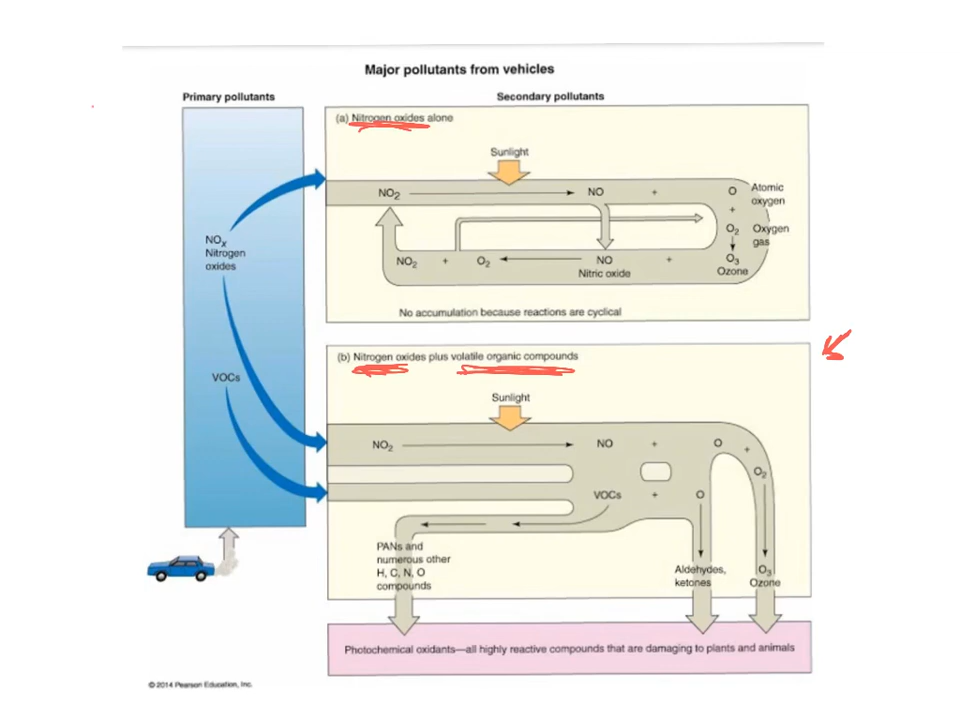 Major pollutants from vehicles
Primary pollutants
Secondary pollutants
(a) Nitrogen oxides alone
Sunlight
NO2 NO + O Atomic oxygen
+
O2 Oxygen gas
NO2 + O2 NO + O3
Nitric oxide Ozone
No accumulation because reactions are cyclical
NOx
Nitrogen
oxides
VOCs
(b) Nitrogen oxides plus volatile organic compounds
Sunlight
NO2 NO + O + O2
VOCs + O
PANs and
numerous other
H, C, N, O
compounds
Aldehydes,
ketones
O3
Ozone
Photochemical oxidants—all highly reactive compounds that are damaging to plants and animals
© 2014 Pearson Education, Inc.